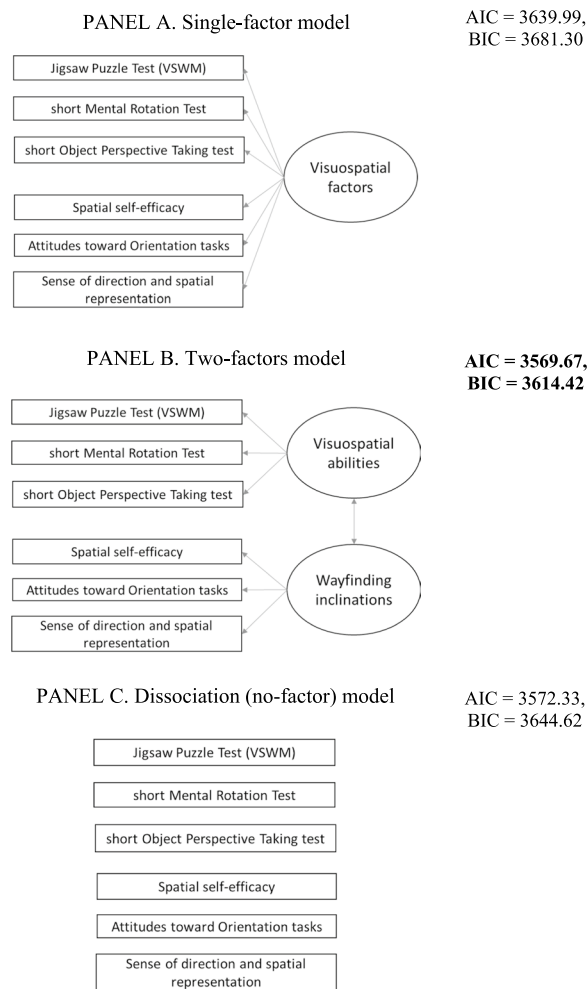 PANEL A. Single-factor model
AIC = 3639.99,
BIC = 3681.30
Jigsaw Puzzle Test (VSWM)
short Mental Rotation Test
short Object Perspective Taking test
Visuospatial
factors
Spatial self-efficacy
Attitudes toward Orientation tasks
Sense of direction and spatial
representation
PANEL B. Two-factors model
AIC = 3569.67,
BIC = 3614.42
Jigsaw Puzzle Test (VSWM)
short Mental Rotation Test
short Object Perspective Taking test
Visuospatial
abilities
Spatial self-efficacy
Attitudes toward Orientation tasks
Sense of direction and spatial
representation
Wayfinding
inclinations
PANEL C. Dissociation (no-factor) model
AIC = 3572.33,
BIC = 3644.62
Jigsaw Puzzle Test (VSWM)
short Mental Rotation Test
short Object Perspective Taking test
Spatial self-efficacy
Attitudes toward Orientation tasks
Sense of direction and spatial
representation